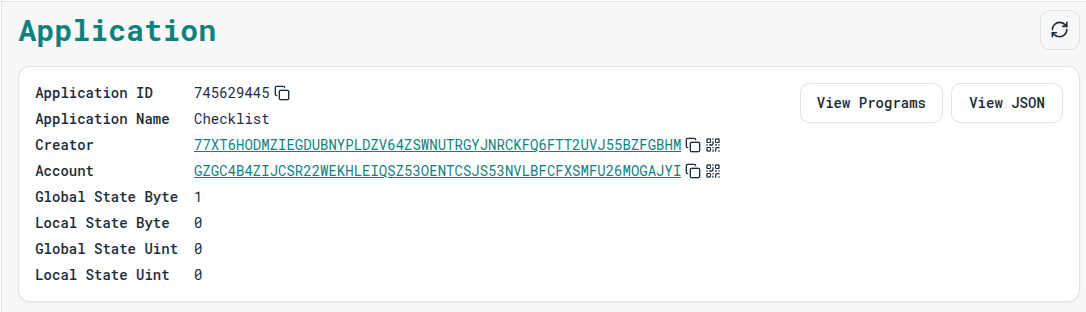 Application
Application ID 745629445
View Programs View JSON
Application Name Checklist
Creator 77XT6HODMZIEGDUBNYPLDZV64ZSWNUTRGYJNRCKFQ6FTT2UVJ55BZFGBHM
Account GZGC4B4ZIJCSR22WEKHLEIQSZ53OENTCSJS53NVLBFCFXSMFU26MOGAJYI
Global State Byte 1
Local State Byte 0
Global State Uint 0
Local State Uint 0